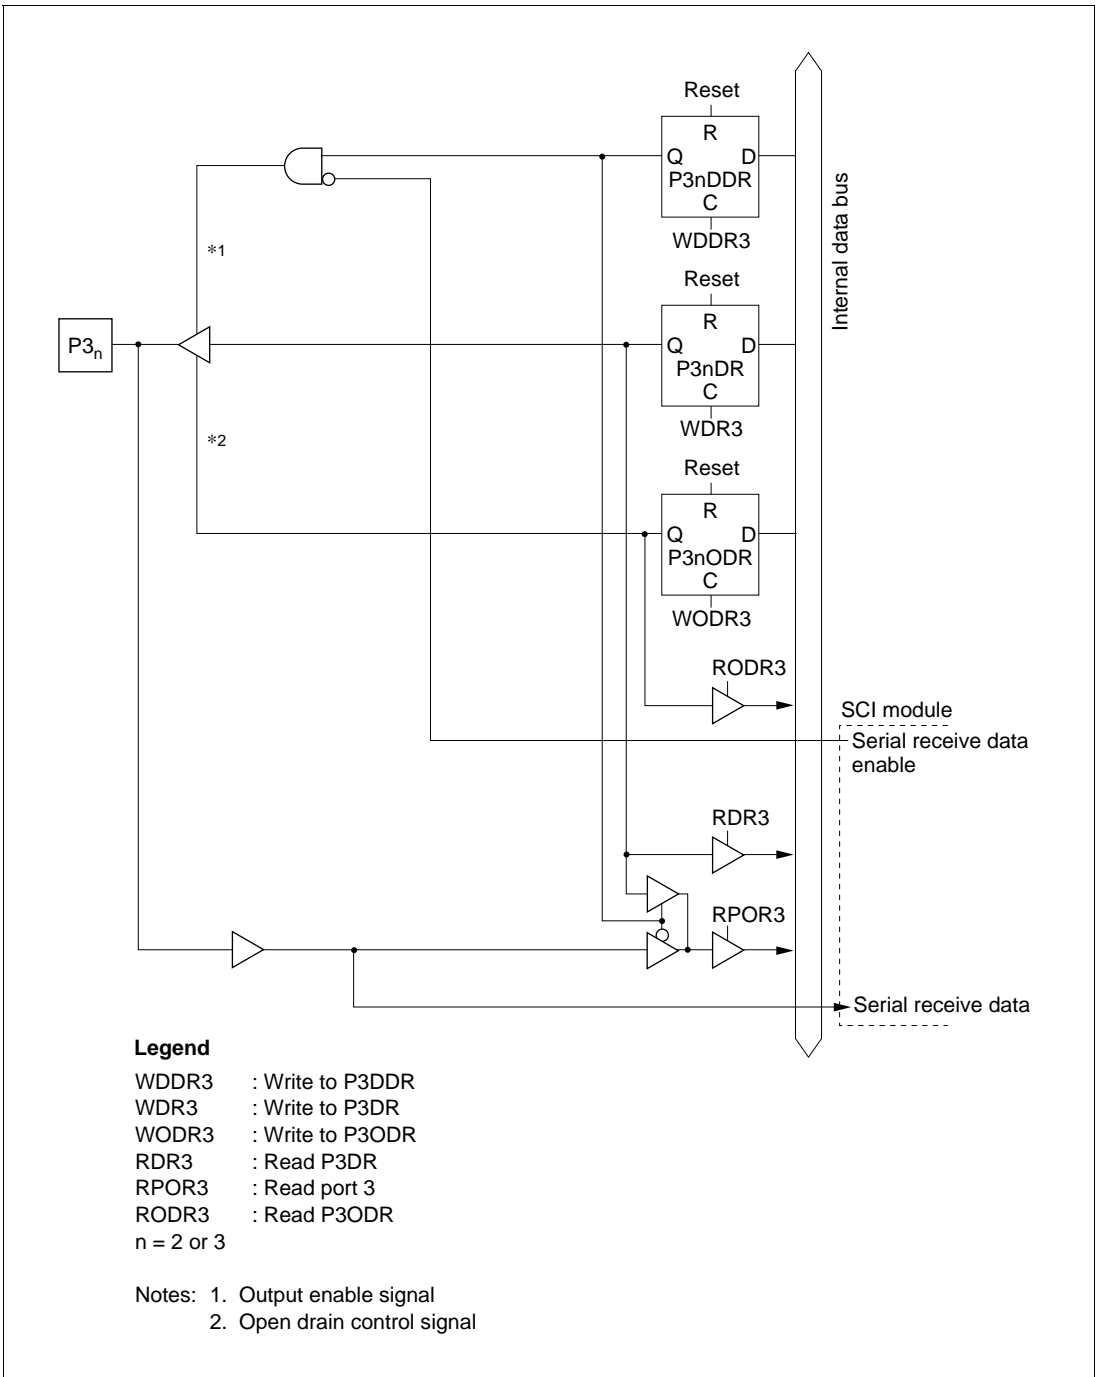 Reset
R
Q D
P3nDDR
C
WDDR3
Internal data bus
*1
Reset
R
P3n
Q D
P3nDR
C
WDR3
*2
Reset
R
Q D
P3nODR
C
WODR3
RODR3
SCI module
Serial receive data
enable
RDR3
RPOR3
Serial receive data
Legend
WDDR3 : Write to P3DDR
WDR3 : Write to P3DR
WODR3 : Write to P3ODR
RDR3 : Read P3DR
RPOR3 : Read port 3
RODR3 : Read P3ODR
n = 2 or 3
Notes: 1. Output enable signal
2. Open drain control signal